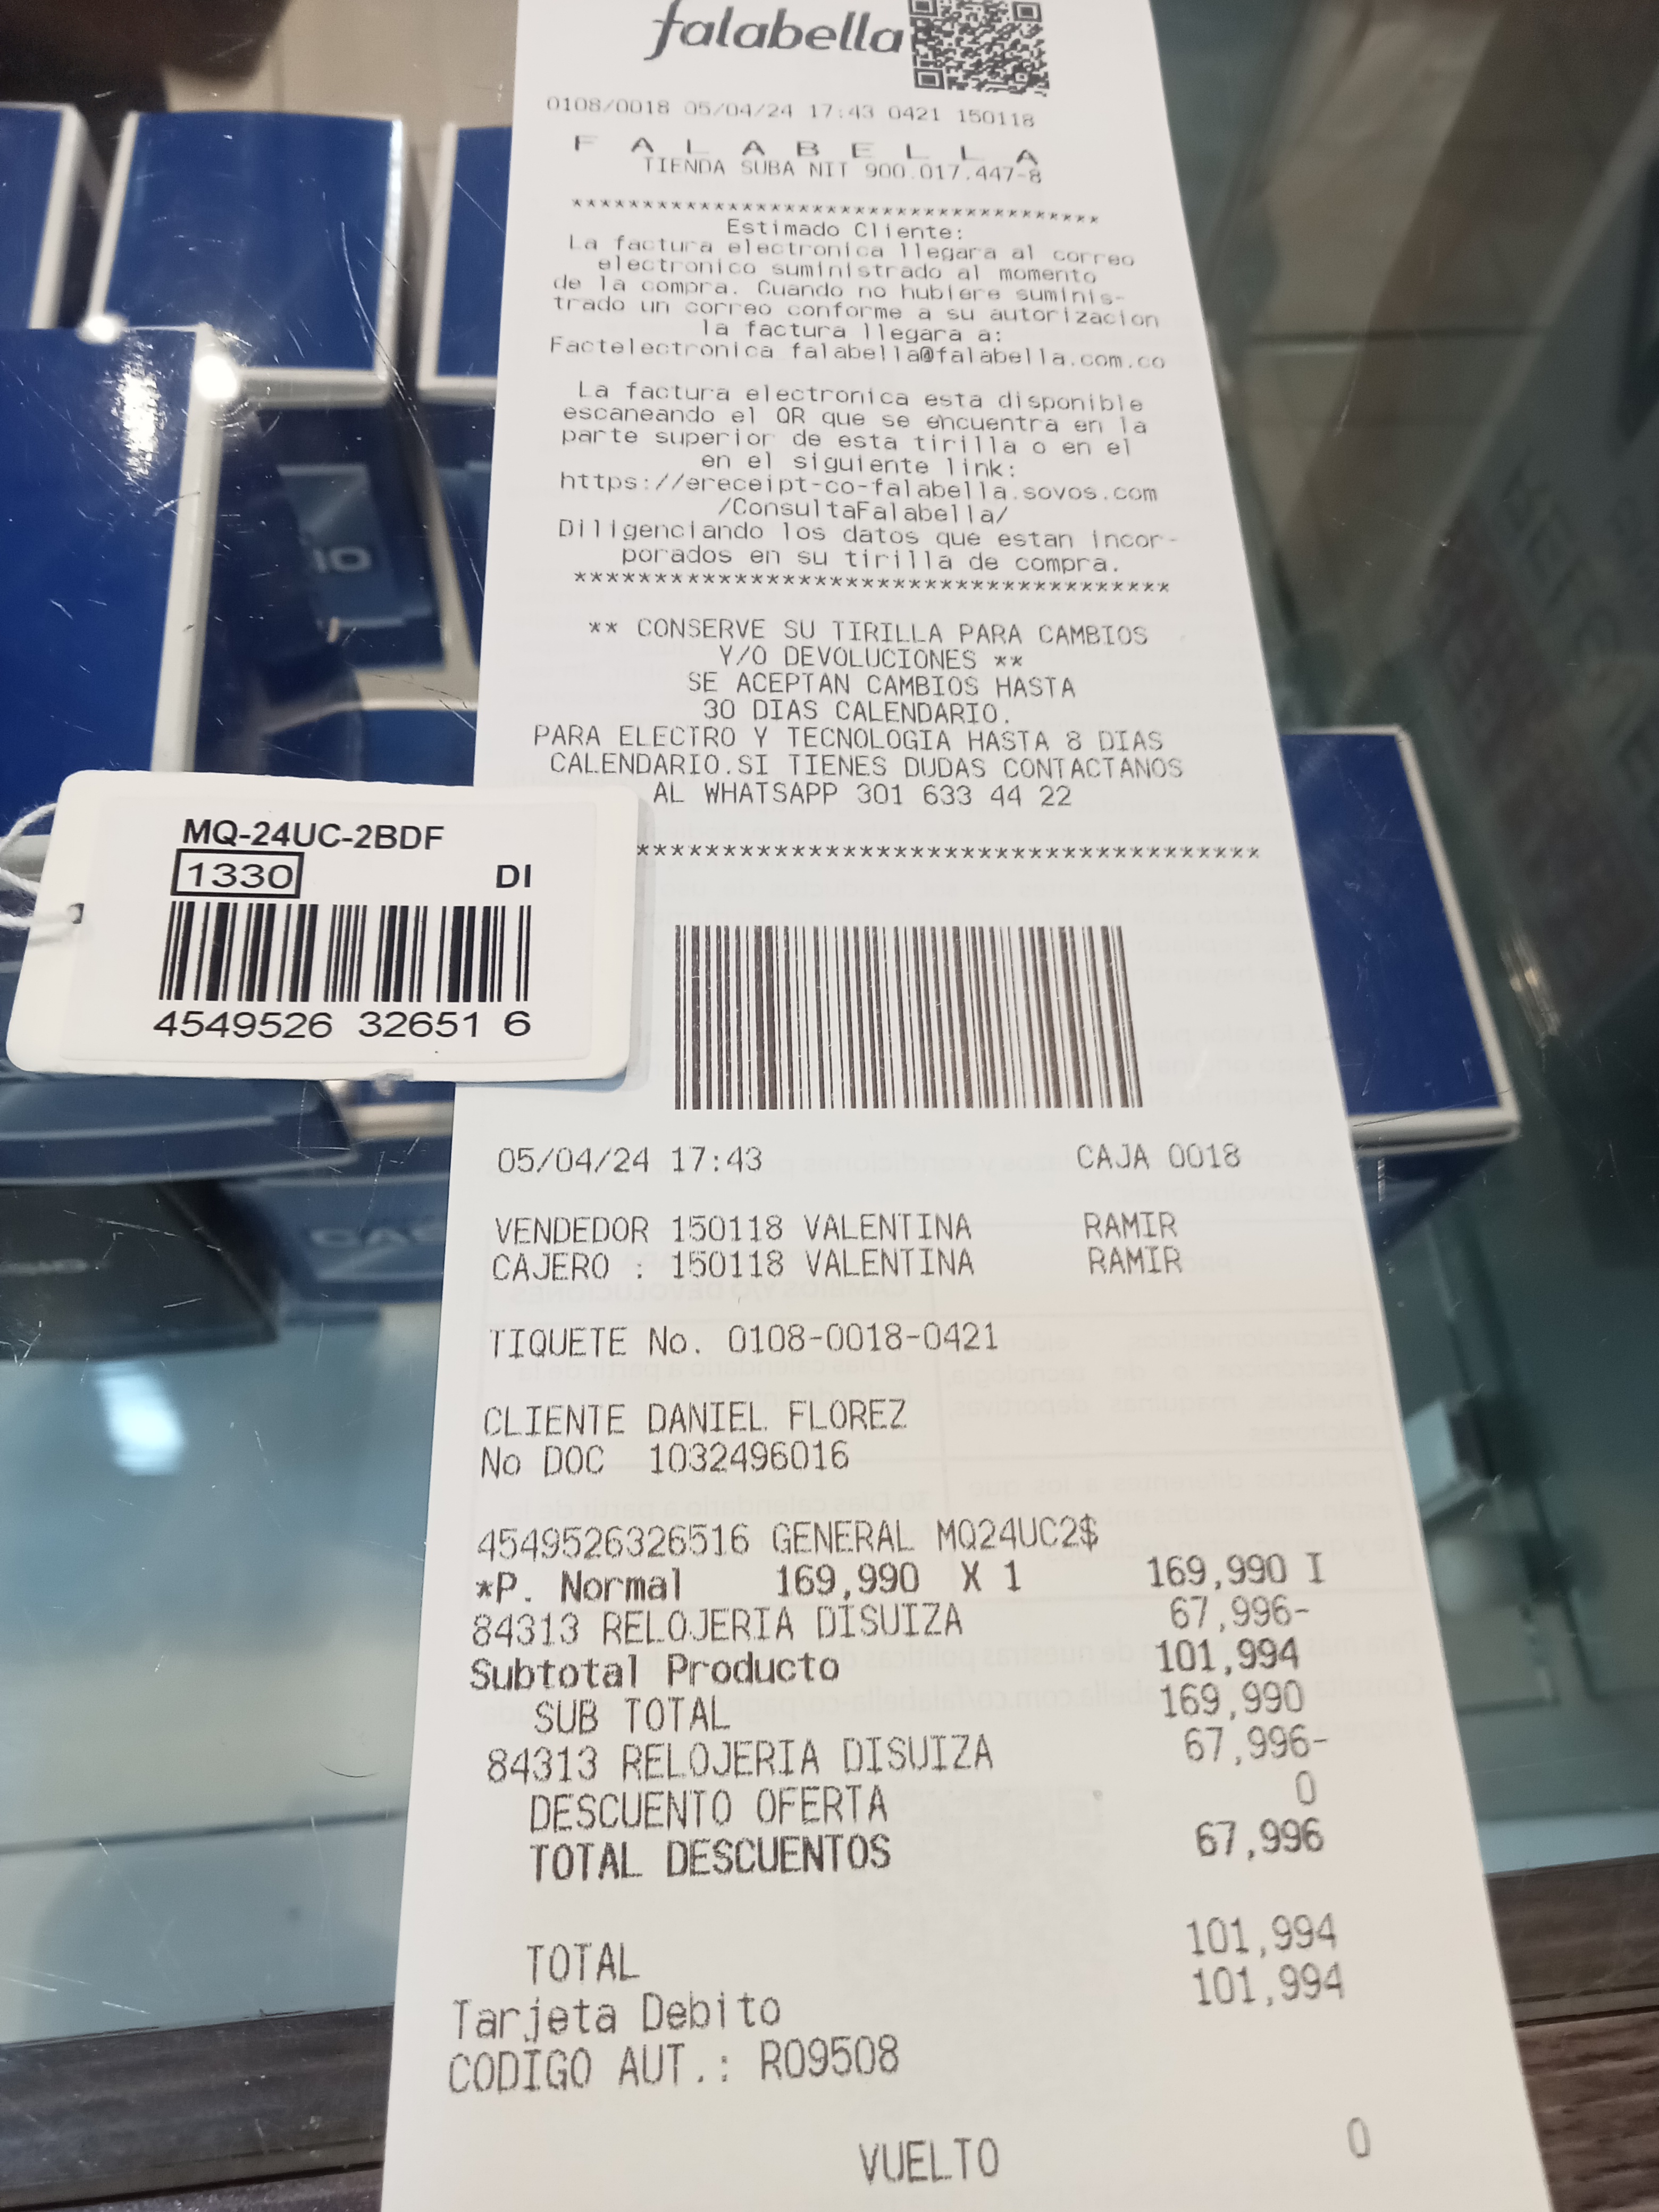 falabella
0108/0018 05/04/24 17:43 0421 150118
F A L A B E L L A
TIENDA SUBA NIT 900.017.447-8
**************************************
Estimado Cliente:
La factura electronica llegara al correo
electronico suministrado al momento
de la compra. Cuando no hubiere suminis-
trado un correo conforme a su autorizacion
la factura llegara a:
Factelectronica falabella@falabella.com.co
La factura electronica esta disponible
escaneando el QR que se encuentra en la
parte superior de esta tirilla o en el
en el siguiente link:
https://ereceipt-co-falabella.sovos.com
/ConsultaFalabella/
Diligenciando los datos que estan incor-
porados en su tirilla de compra.
**************************************
** CONSERVE SU TIRILLA PARA CAMBIOS
Y/O DEVOLUCIONES **
SE ACEPTAN CAMBIOS HASTA
30 DIAS CALENDARIO.
PARA ELECTRO Y TECNOLOGIA HASTA 8 DIAS
CALENDARIO.SI TIENES DUDAS CONTACTANOS
AL WHATSAPP 301 633 44 22
**************************************
MQ-24UC-2BDF
1330 DI
4549526 32651 6
05/04/24 17:43 CAJA 0018
VENDEDOR 150118 VALENTINA RAMIR
CAJERO : 150118 VALENTINA RAMIR
TIQUETE No. 0108-0018-0421
CLIENTE DANIEL FLOREZ
No DOC 1032496016
4549526326516 GENERAL MQ24UC2$
*P. Normal 169,990 X 1 169,990 I
84313 RELOJERIA DISUIZA 67,996-
Subtotal Producto 101,994
SUB TOTAL 169,990
84313 RELOJERIA DISUIZA 67,996-
DESCUENTO OFERTA 0
TOTAL DESCUENTOS 67,996
TOTAL 101,994
Tarjeta Debito 101,994
CODIGO AUT.: R09508
VUELTO 0